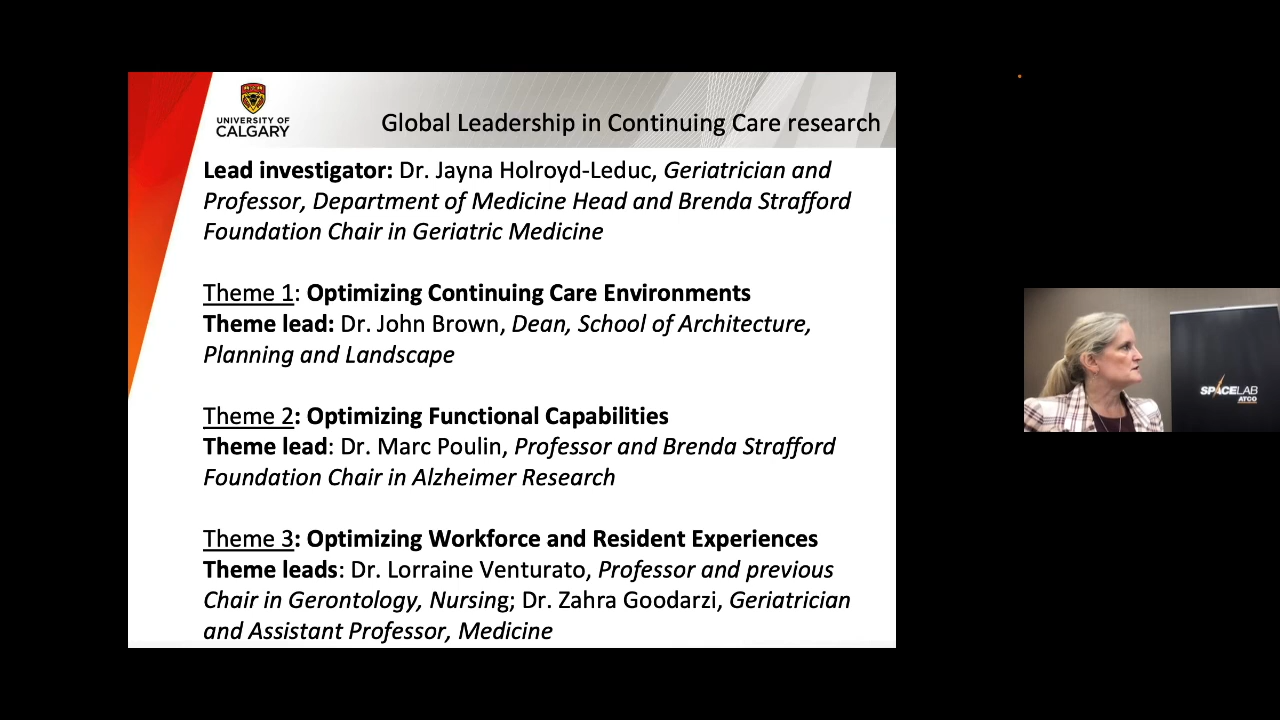 UNIVERSITY OF
CALGARY
Global Leadership in Continuing Care research
Lead investigator: Dr. Jayna Holroyd-Leduc, Geriatrician and
Professor, Department of Medicine Head and Brenda Strafford
Foundation Chair in Geriatric Medicine
Theme 1: Optimizing Continuing Care Environments
Theme lead: Dr. John Brown, Dean, School of Architecture,
Planning and Landscape
Theme 2: Optimizing Functional Capabilities
Theme lead: Dr. Marc Poulin, Professor and Brenda Strafford
Foundation Chair in Alzheimer Research
Theme 3: Optimizing Workforce and Resident Experiences
Theme leads: Dr. Lorraine Venturato, Professor and previous
Chair in Gerontology, Nursing; Dr. Zahra Goodarzi, Geriatrician
and Assistant Professor, Medicine
SPACELAB
ATCO